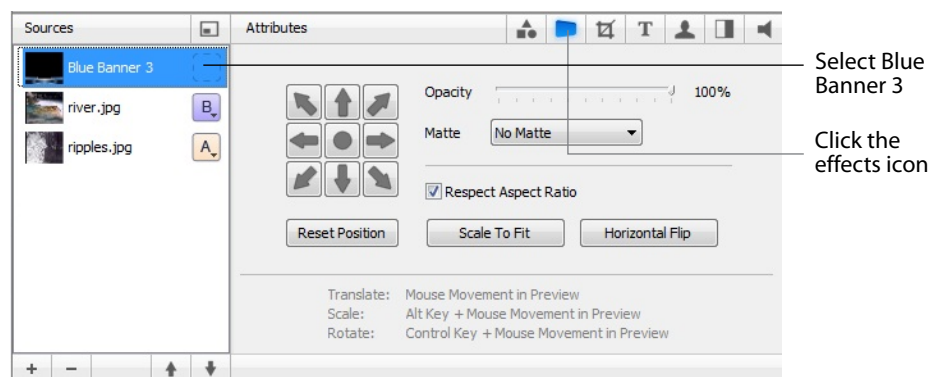 Sources
Attributes
T
Blue Banner 3
river.jpg
B
ripples.jpg
A
Opacity
100%
Matte
No Matte
Respect Aspect Ratio
Reset Position
Scale To Fit
Horizontal Flip
Translate: Mouse Movement in Preview
Scale: Alt Key + Mouse Movement in Preview
Rotate: Control Key + Mouse Movement in Preview
+ −
Select Blue
Banner 3
Click the
effects icon